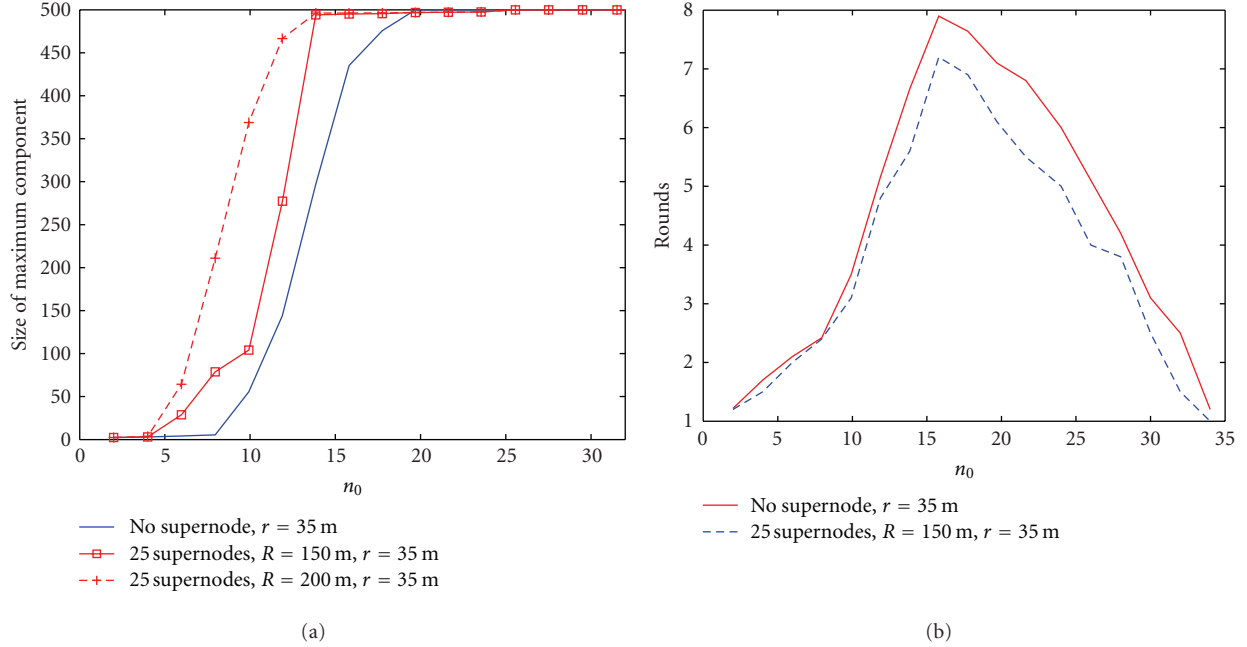 500
450
400
350
300
250
200
150
100
50
0
Size of maximum component
0 5 10 15 20 25 30
n0
No supernode, r = 35 m
25 supernodes, R = 150 m, r = 35 m
25 supernodes, R = 200 m, r = 35 m
(a)
8
7
6
5
4
3
2
1
Rounds
0 5 10 15 20 25 30 35
n0
No supernode, r = 35 m
25 supernodes, R = 150 m, r = 35 m
(b)